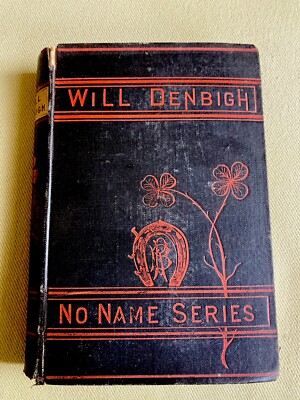 WILL DENBIGH
NO NAME SERIES